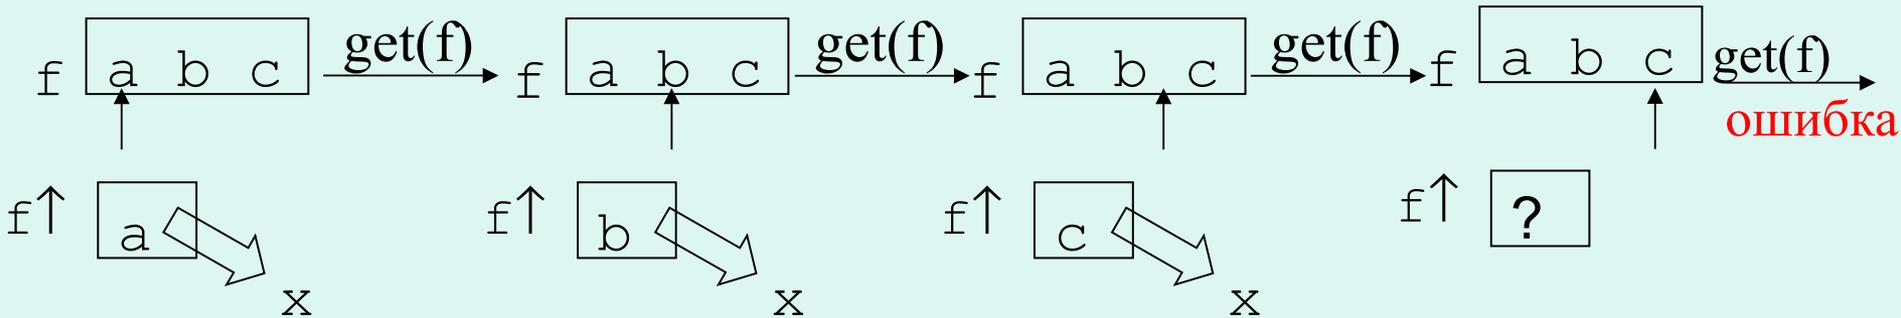 f a b c get(f) f a b c get(f) f a b c get(f) f a b c get(f)
ошибка
f↑ a f↑ b f↑ c f↑ ?
x x x